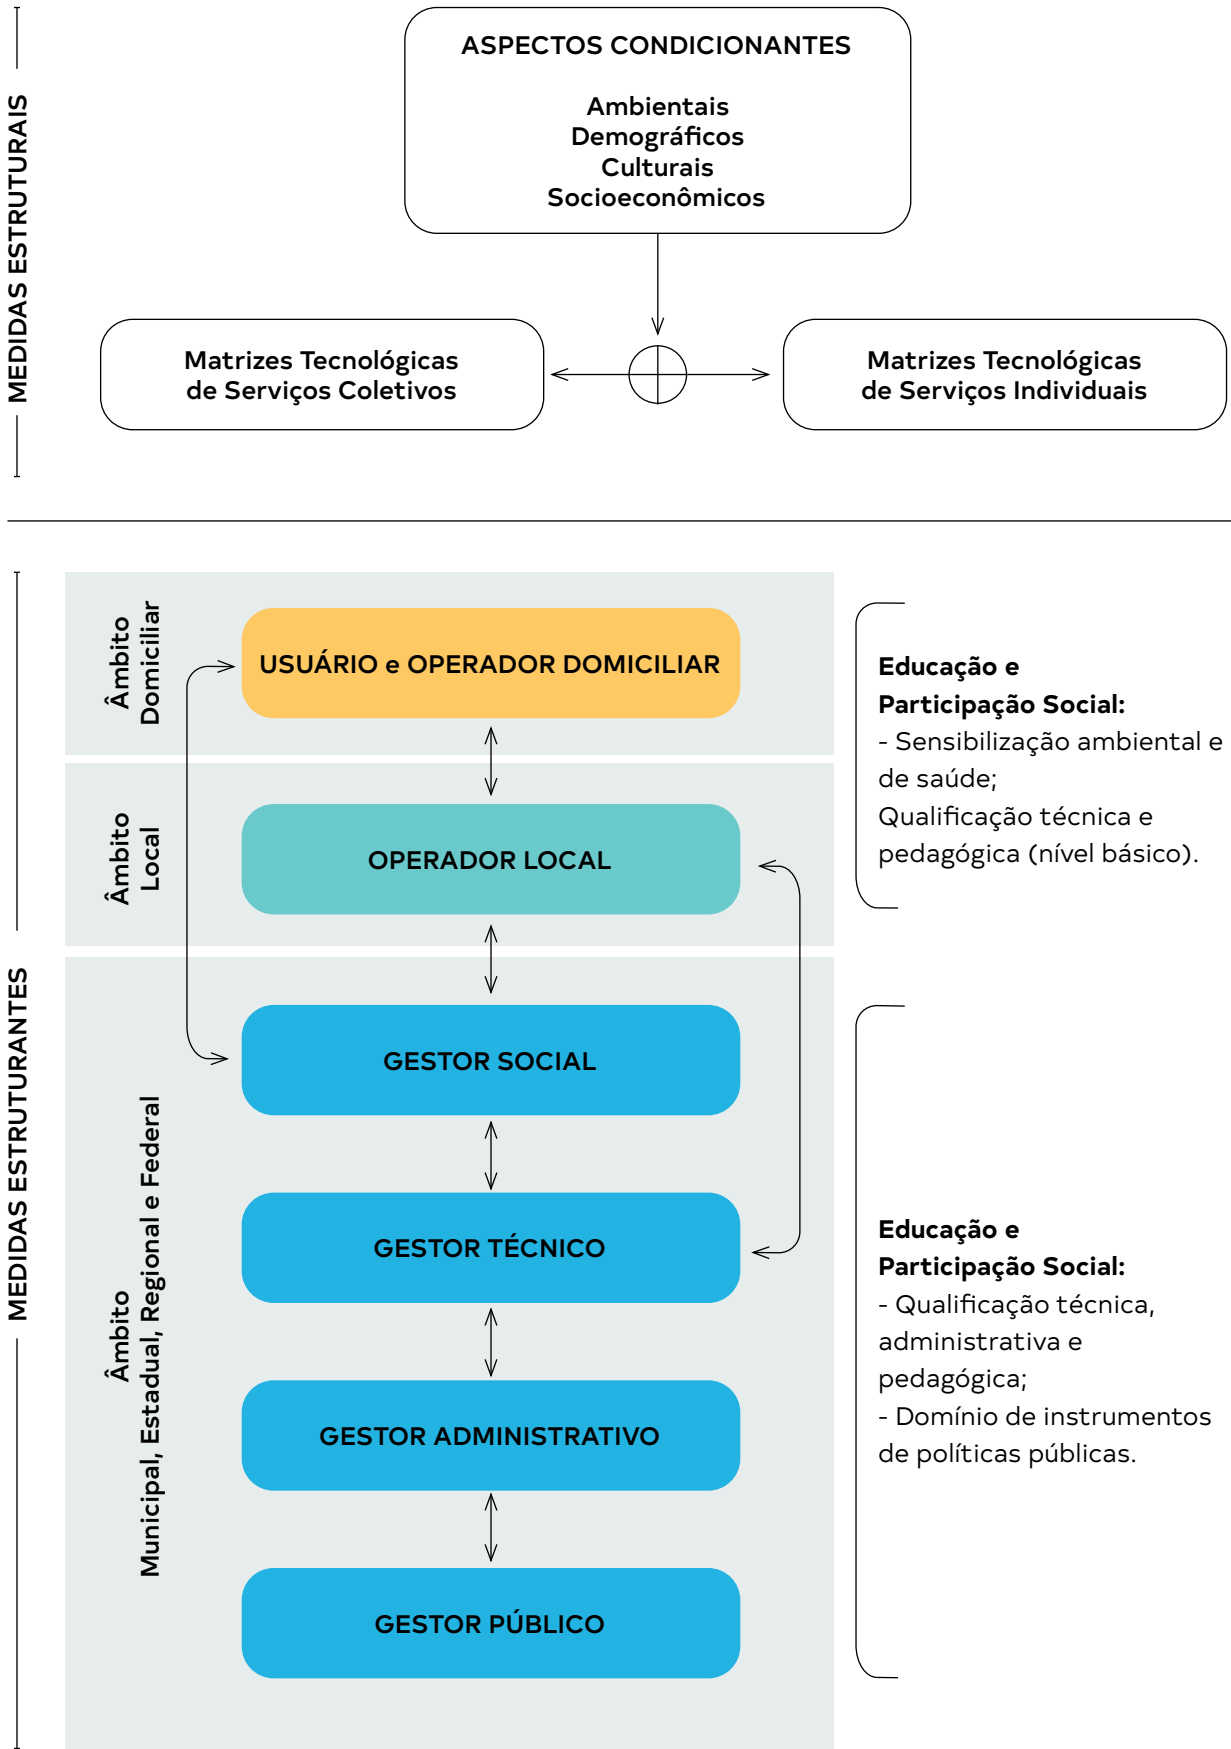 MEDIDAS ESTRUTURAIS
ASPECTOS CONDICIONANTES
Ambientais
Demográficos
Culturais
Socioeconômicos
Matrizes Tecnológicas
de Serviços Coletivos
Matrizes Tecnológicas
de Serviços Individuais
MEDIDAS ESTRUTURANTES
Âmbito
Domiciliar
USUÁRIO e OPERADOR DOMICILIAR
Âmbito
Local
OPERADOR LOCAL
Educação e
Participação Social:
- Sensibilização ambiental e
de saúde;
Qualificação técnica e
pedagógica (nível básico).
Âmbito
Municipal, Estadual, Regional e Federal
GESTOR SOCIAL
GESTOR TÉCNICO
GESTOR ADMINISTRATIVO
GESTOR PÚBLICO
Educação e
Participação Social:
- Qualificação técnica,
administrativa e
pedagógica;
- Domínio de instrumentos
de políticas públicas.